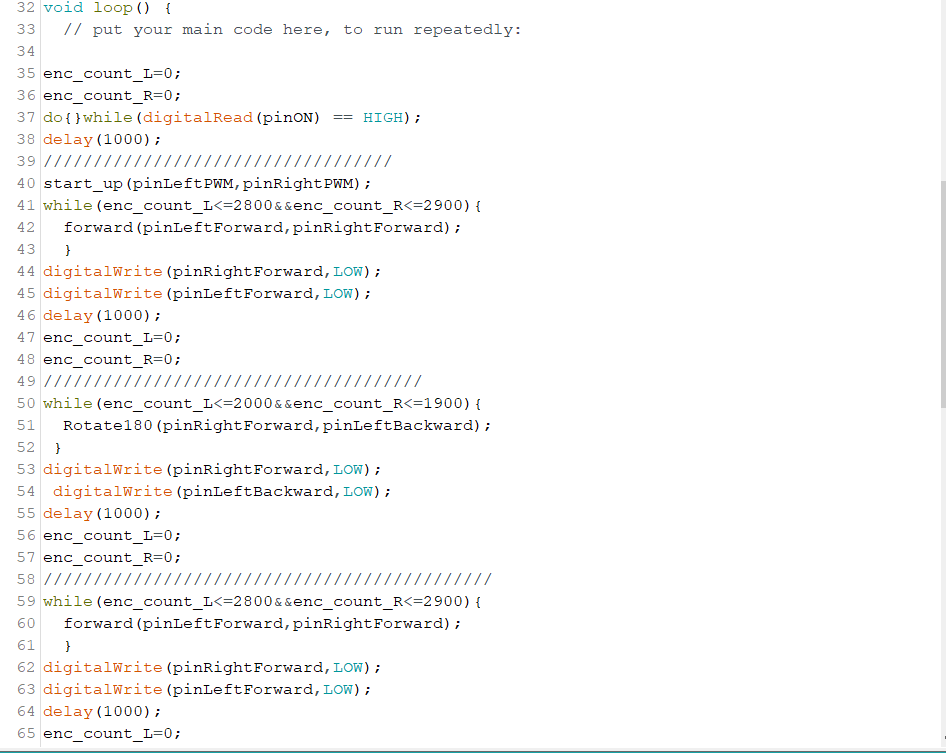 32 void loop() {
33   // put your main code here, to run repeatedly:
34
35 enc_count_L=0;
36 enc_count_R=0;
37 do{}while(digitalRead(pinON) == HIGH);
38 delay(1000);
39 ///////////////////////////////////
40 start_up(pinLeftPWM,pinRightPWM);
41 while(enc_count_L<=2800&&enc_count_R<=2900){
42   forward(pinLeftForward,pinRightForward);
43   }
44 digitalWrite(pinRightForward,LOW);
45 digitalWrite(pinLeftForward,LOW);
46 delay(1000);
47 enc_count_L=0;
48 enc_count_R=0;
49 //////////////////////////////////////
50 while(enc_count_L<=2000&&enc_count_R<=1900){
51   Rotate180(pinRightForward,pinLeftBackward);
52  }
53 digitalWrite(pinRightForward,LOW);
54  digitalWrite(pinLeftBackward,LOW);
55 delay(1000);
56 enc_count_L=0;
57 enc_count_R=0;
58 /////////////////////////////////////////////
59 while(enc_count_L<=2800&&enc_count_R<=2900){
60   forward(pinLeftForward,pinRightForward);
61   }
62 digitalWrite(pinRightForward,LOW);
63 digitalWrite(pinLeftForward,LOW);
64 delay(1000);
65 enc_count_L=0;